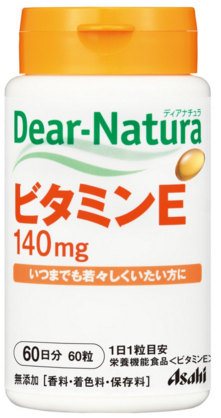 ディアナチュラ
Dear-Natura
ビタミンE
140mg
いつまでも若々しくいたい方に
60日分 60粒
1日1粒目安
栄養機能食品<ビタミンE>
無添加[香料・着色料・保存料]
Asahi